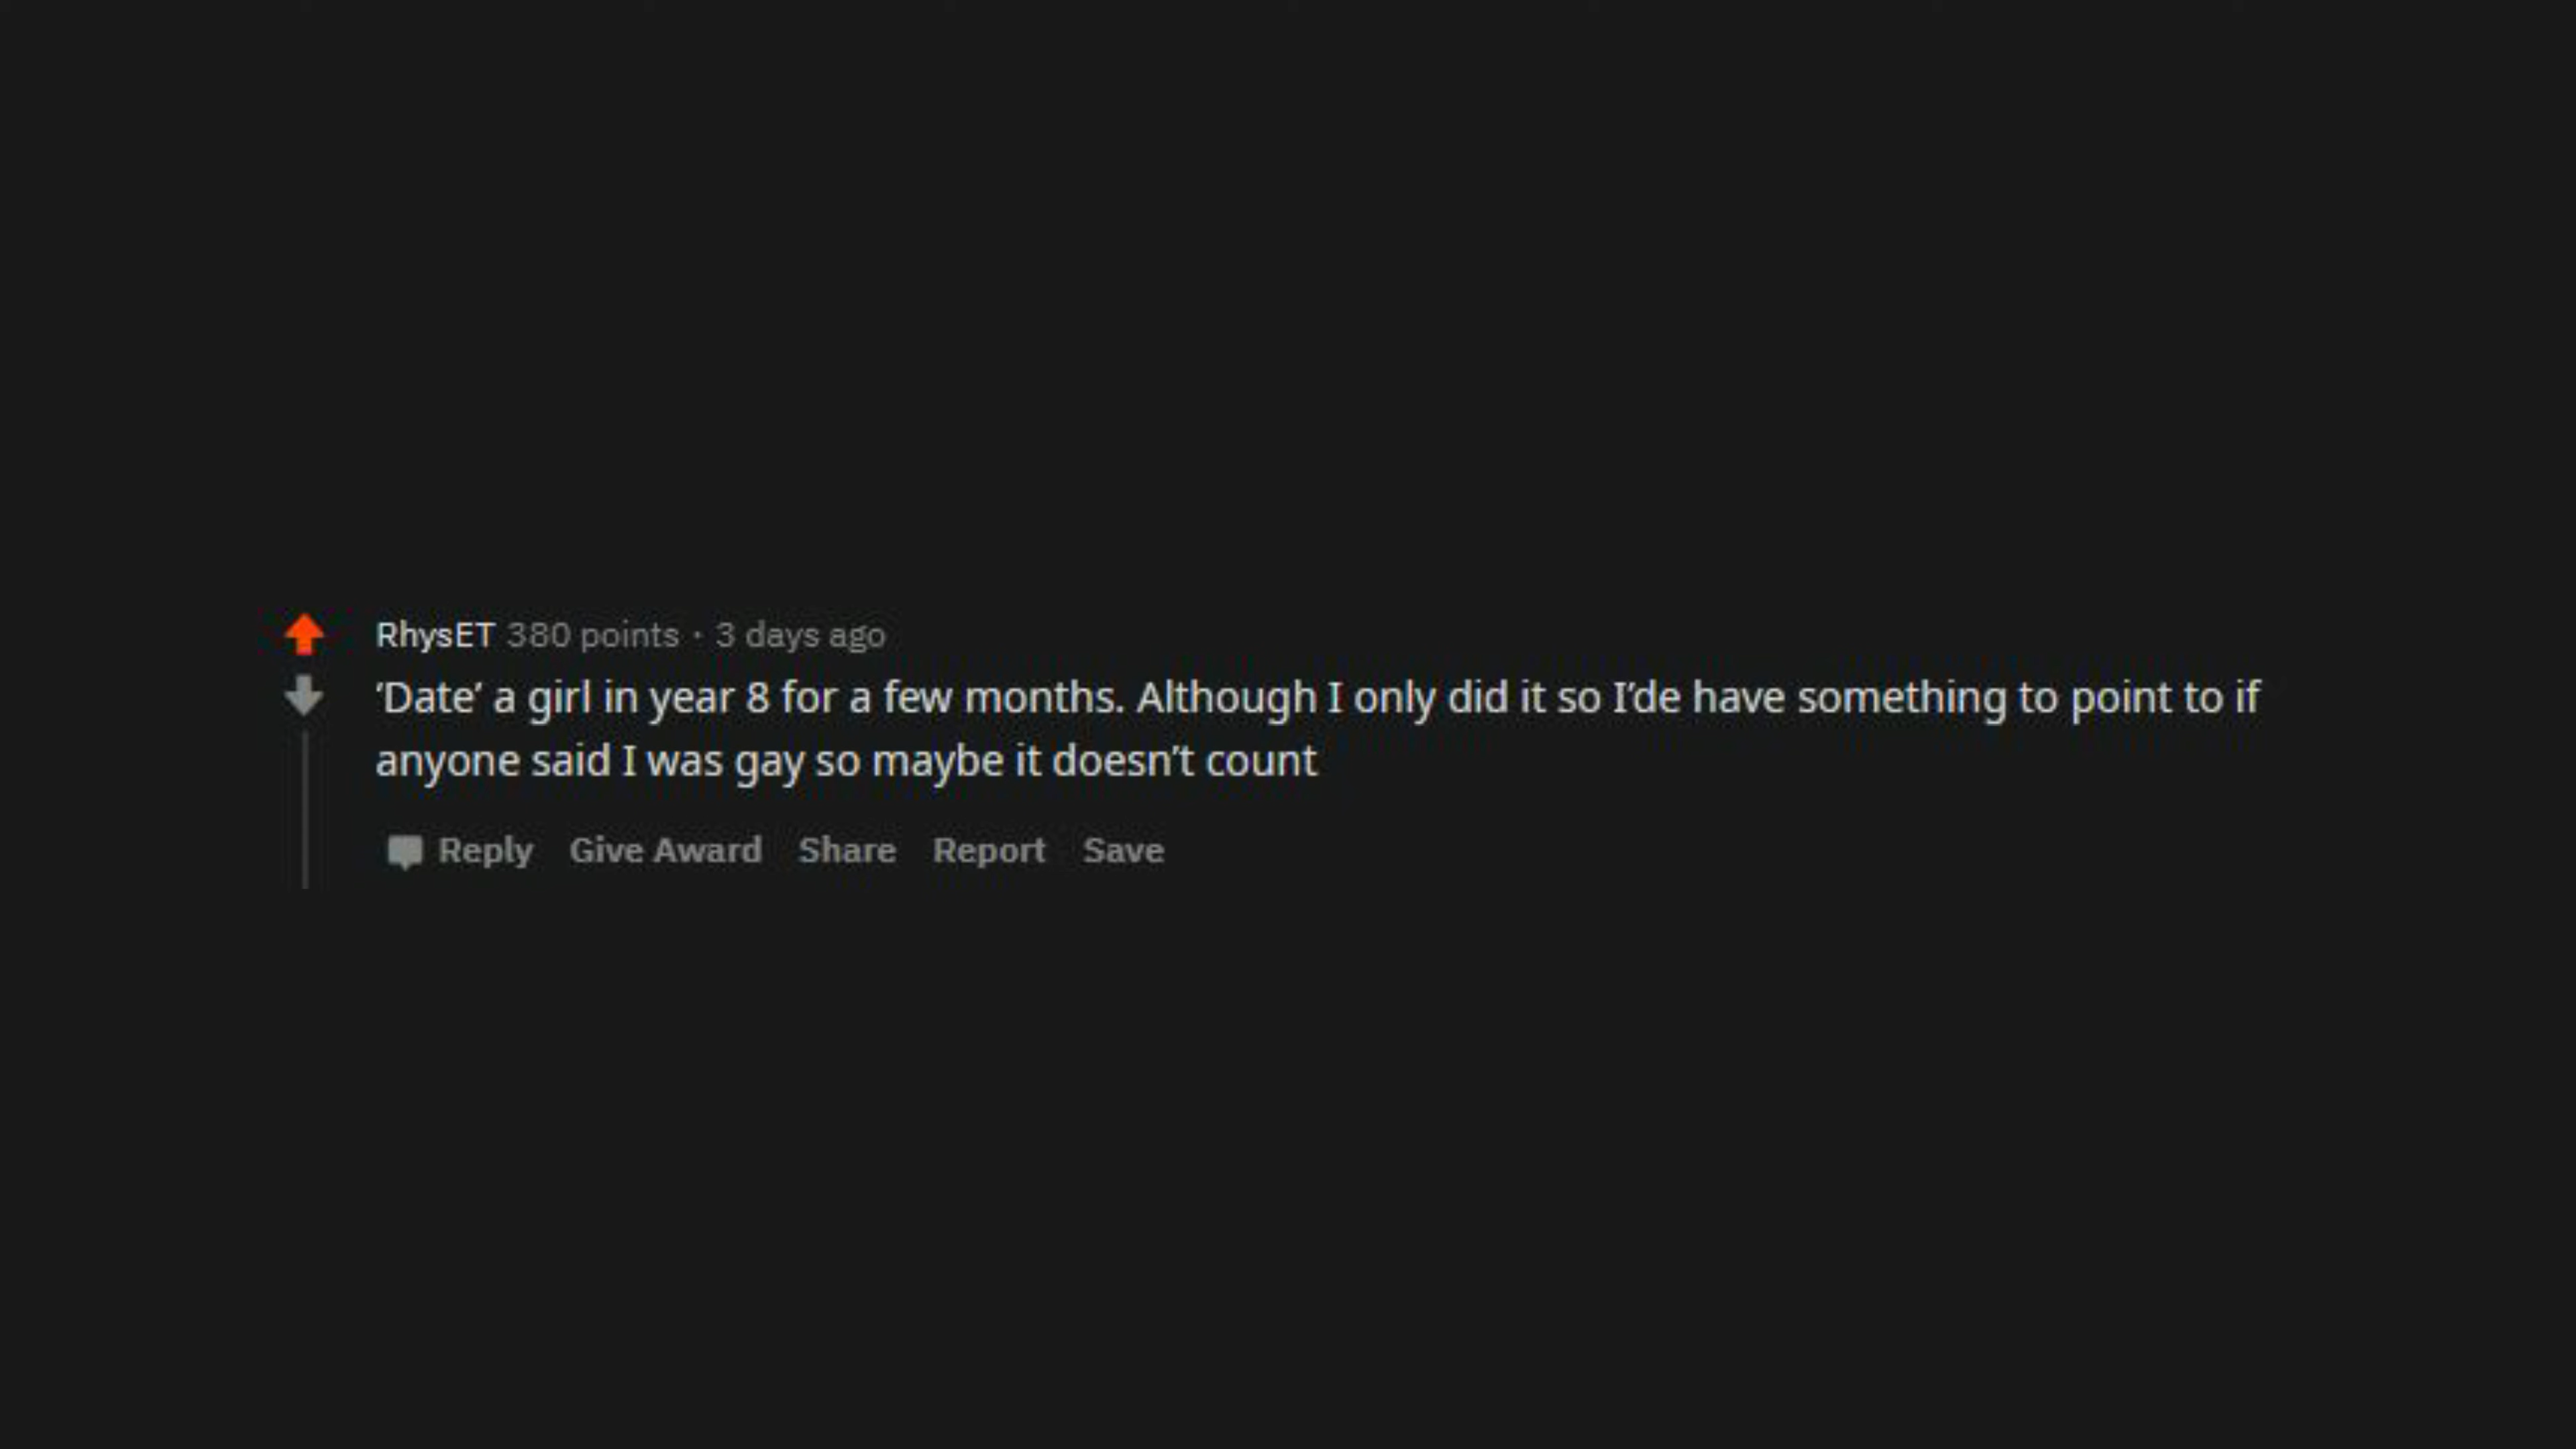 RhysET 380 points · 3 days ago
‘Date’ a girl in year 8 for a few months. Although I only did it so I’de have something to point to if
anyone said I was gay so maybe it doesn’t count
Reply Give Award Share Report Save